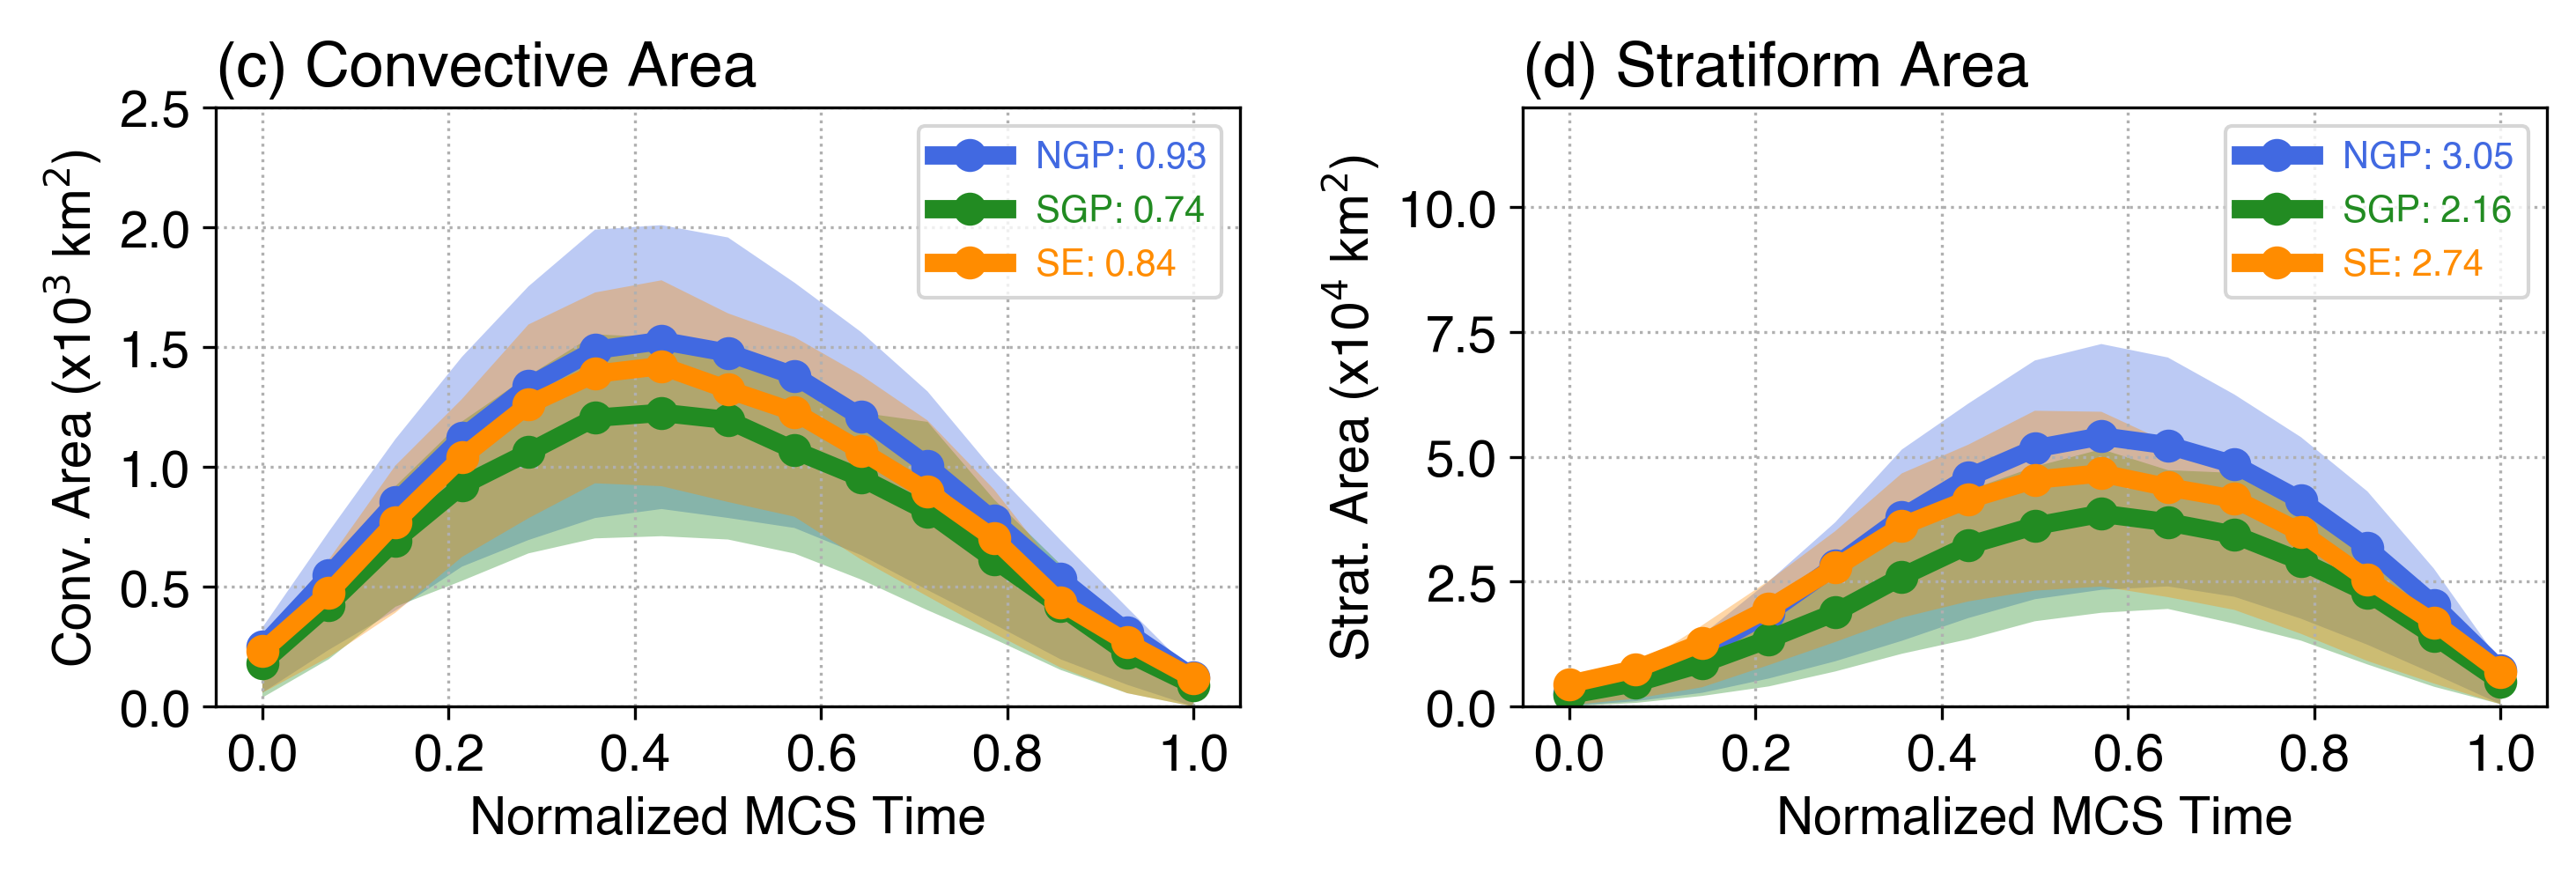 (c) Convective Area
Conv. Area (x10³ km²)
2.5
2.0
1.5
1.0
0.5
0.0
NGP: 0.93
SGP: 0.74
SE: 0.84
0.0 0.2 0.4 0.6 0.8 1.0
Normalized MCS Time
(d) Stratiform Area
Strat. Area (x10⁴ km²)
10.0
7.5
5.0
2.5
0.0
NGP: 3.05
SGP: 2.16
SE: 2.74
0.0 0.2 0.4 0.6 0.8 1.0
Normalized MCS Time